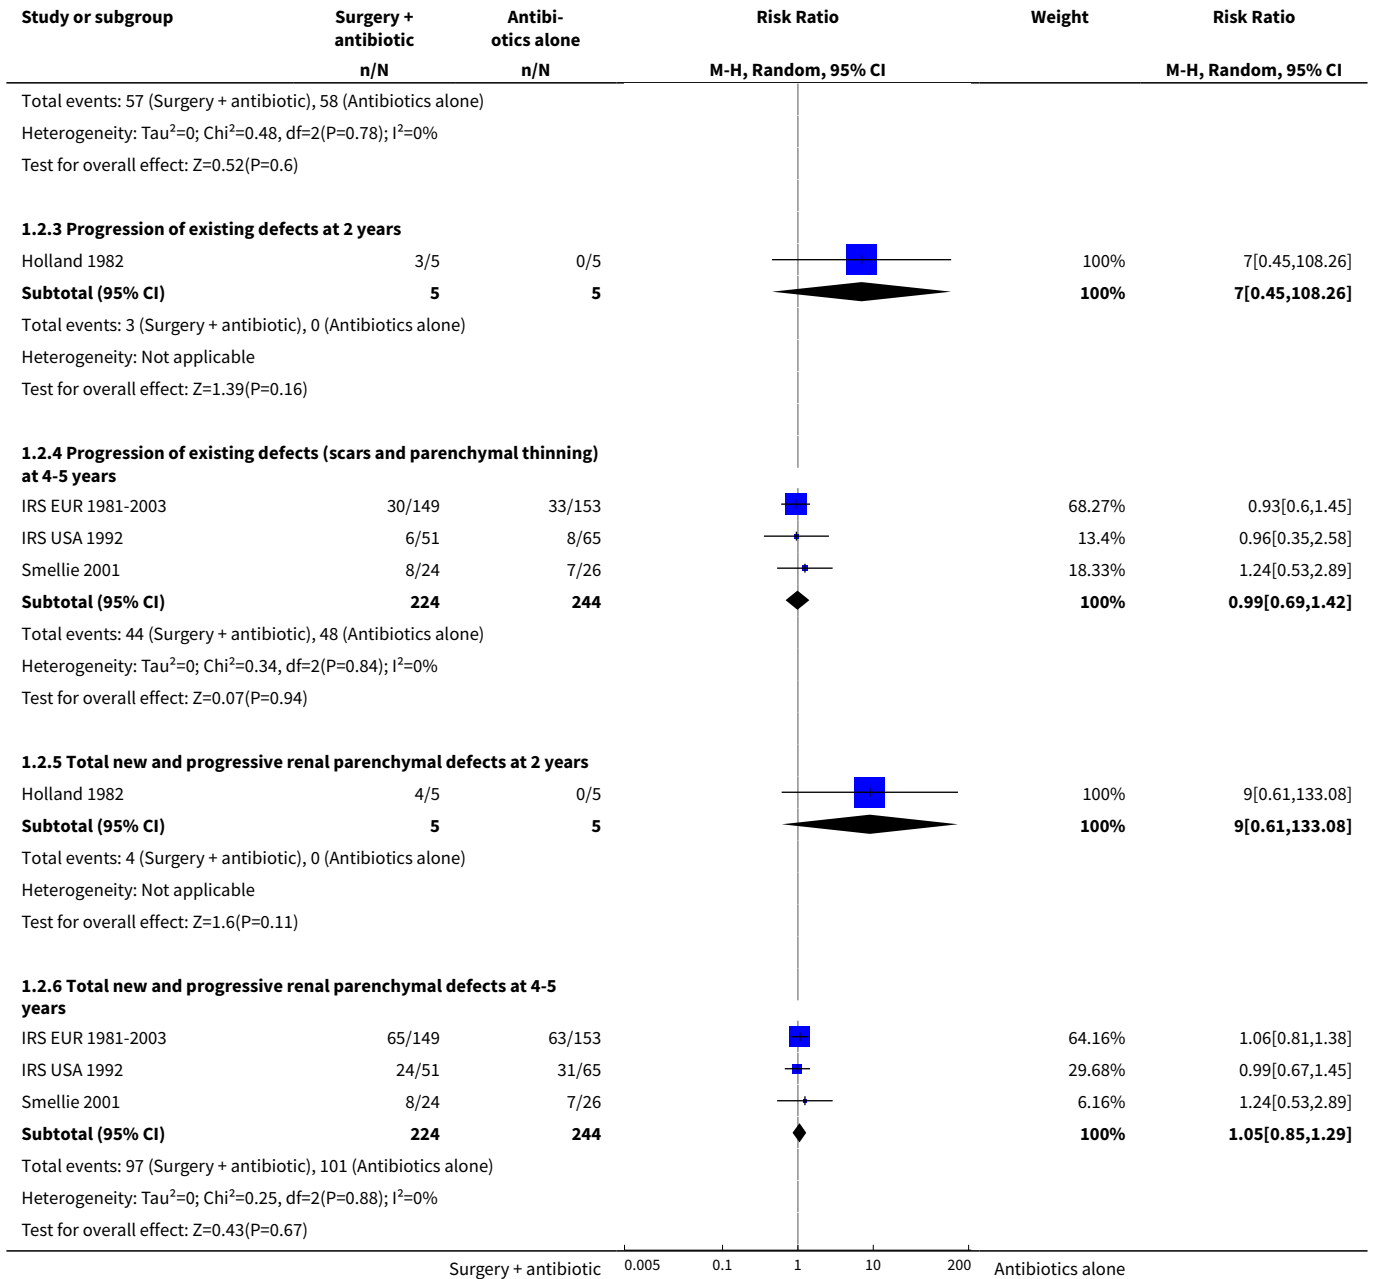 Study or subgroup Surgery + antibiotic Antibi-otics alone Risk Ratio Weight Risk Ratio
n/N n/N M-H, Random, 95% CI M-H, Random, 95% CI
Total events: 57 (Surgery + antibiotic), 58 (Antibiotics alone)
Heterogeneity: Tau²=0; Chi²=0.48, df=2(P=0.78); I²=0%
Test for overall effect: Z=0.52(P=0.6)
1.2.3 Progression of existing defects at 2 years
Holland 1982 3/5 0/5 100% 7[0.45,108.26]
Subtotal (95% CI) 5 5 100% 7[0.45,108.26]
Total events: 3 (Surgery + antibiotic), 0 (Antibiotics alone)
Heterogeneity: Not applicable
Test for overall effect: Z=1.39(P=0.16)
1.2.4 Progression of existing defects (scars and parenchymal thinning)
at 4-5 years
IRS EUR 1981-2003 30/149 33/153 68.27% 0.93[0.6,1.45]
IRS USA 1992 6/51 8/65 13.4% 0.96[0.35,2.58]
Smellie 2001 8/24 7/26 18.33% 1.24[0.53,2.89]
Subtotal (95% CI) 224 244 100% 0.99[0.69,1.42]
Total events: 44 (Surgery + antibiotic), 48 (Antibiotics alone)
Heterogeneity: Tau²=0; Chi²=0.34, df=2(P=0.84); I²=0%
Test for overall effect: Z=0.07(P=0.94)
1.2.5 Total new and progressive renal parenchymal defects at 2 years
Holland 1982 4/5 0/5 100% 9[0.61,133.08]
Subtotal (95% CI) 5 5 100% 9[0.61,133.08]
Total events: 4 (Surgery + antibiotic), 0 (Antibiotics alone)
Heterogeneity: Not applicable
Test for overall effect: Z=1.6(P=0.11)
1.2.6 Total new and progressive renal parenchymal defects at 4-5
years
IRS EUR 1981-2003 65/149 63/153 64.16% 1.06[0.81,1.38]
IRS USA 1992 24/51 31/65 29.68% 0.99[0.67,1.45]
Smellie 2001 8/24 7/26 6.16% 1.24[0.53,2.89]
Subtotal (95% CI) 224 244 100% 1.05[0.85,1.29]
Total events: 97 (Surgery + antibiotic), 101 (Antibiotics alone)
Heterogeneity: Tau²=0; Chi²=0.25, df=2(P=0.88); I²=0%
Test for overall effect: Z=0.43(P=0.67)
Surgery + antibiotic 0.005 0.1 1 10 200 Antibiotics alone